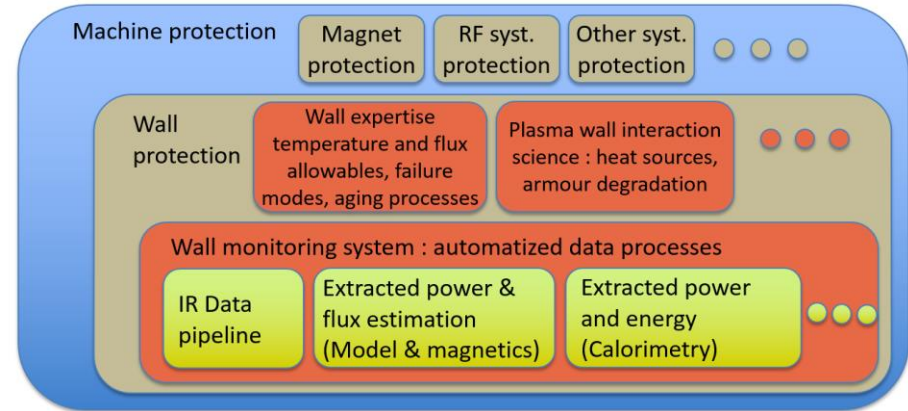 Machine protection
Magnet
protection
RF syst.
protection
Other syst.
protection
Wall
protection
Wall expertise
temperature and flux
allowables, failure
modes, aging processes
Plasma wall interaction
science : heat sources,
armour degradation
Wall monitoring system : automatized data processes
IR Data
pipeline
Extracted power &
flux estimation
(Model & magnetics)
Extracted power
and energy
(Calorimetry)